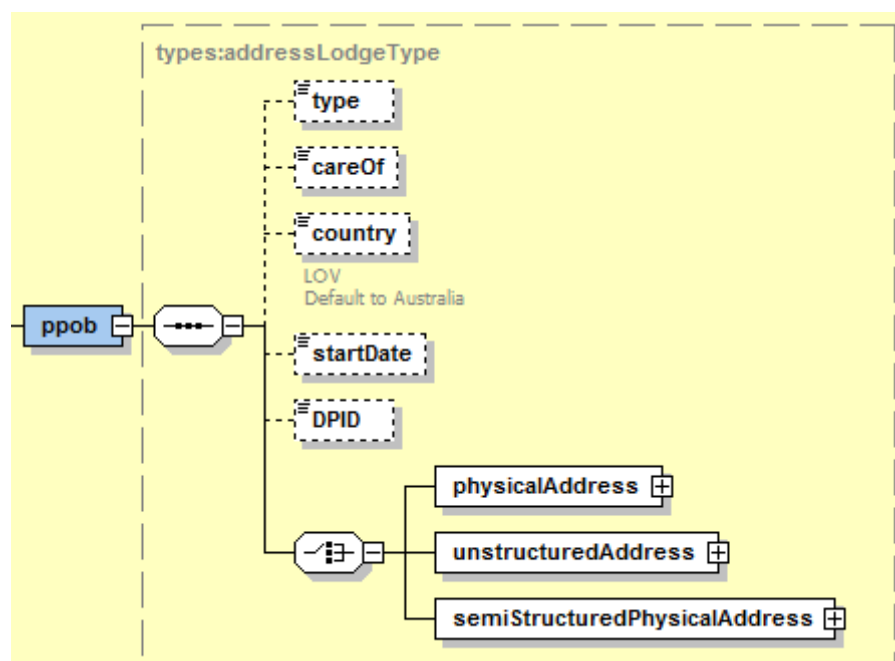 types:addressLodgeType
type
careOf
country
LOV
Default to Australia
ppob
startDate
DPID
physicalAddress
unstructuredAddress
semiStructuredPhysicalAddress